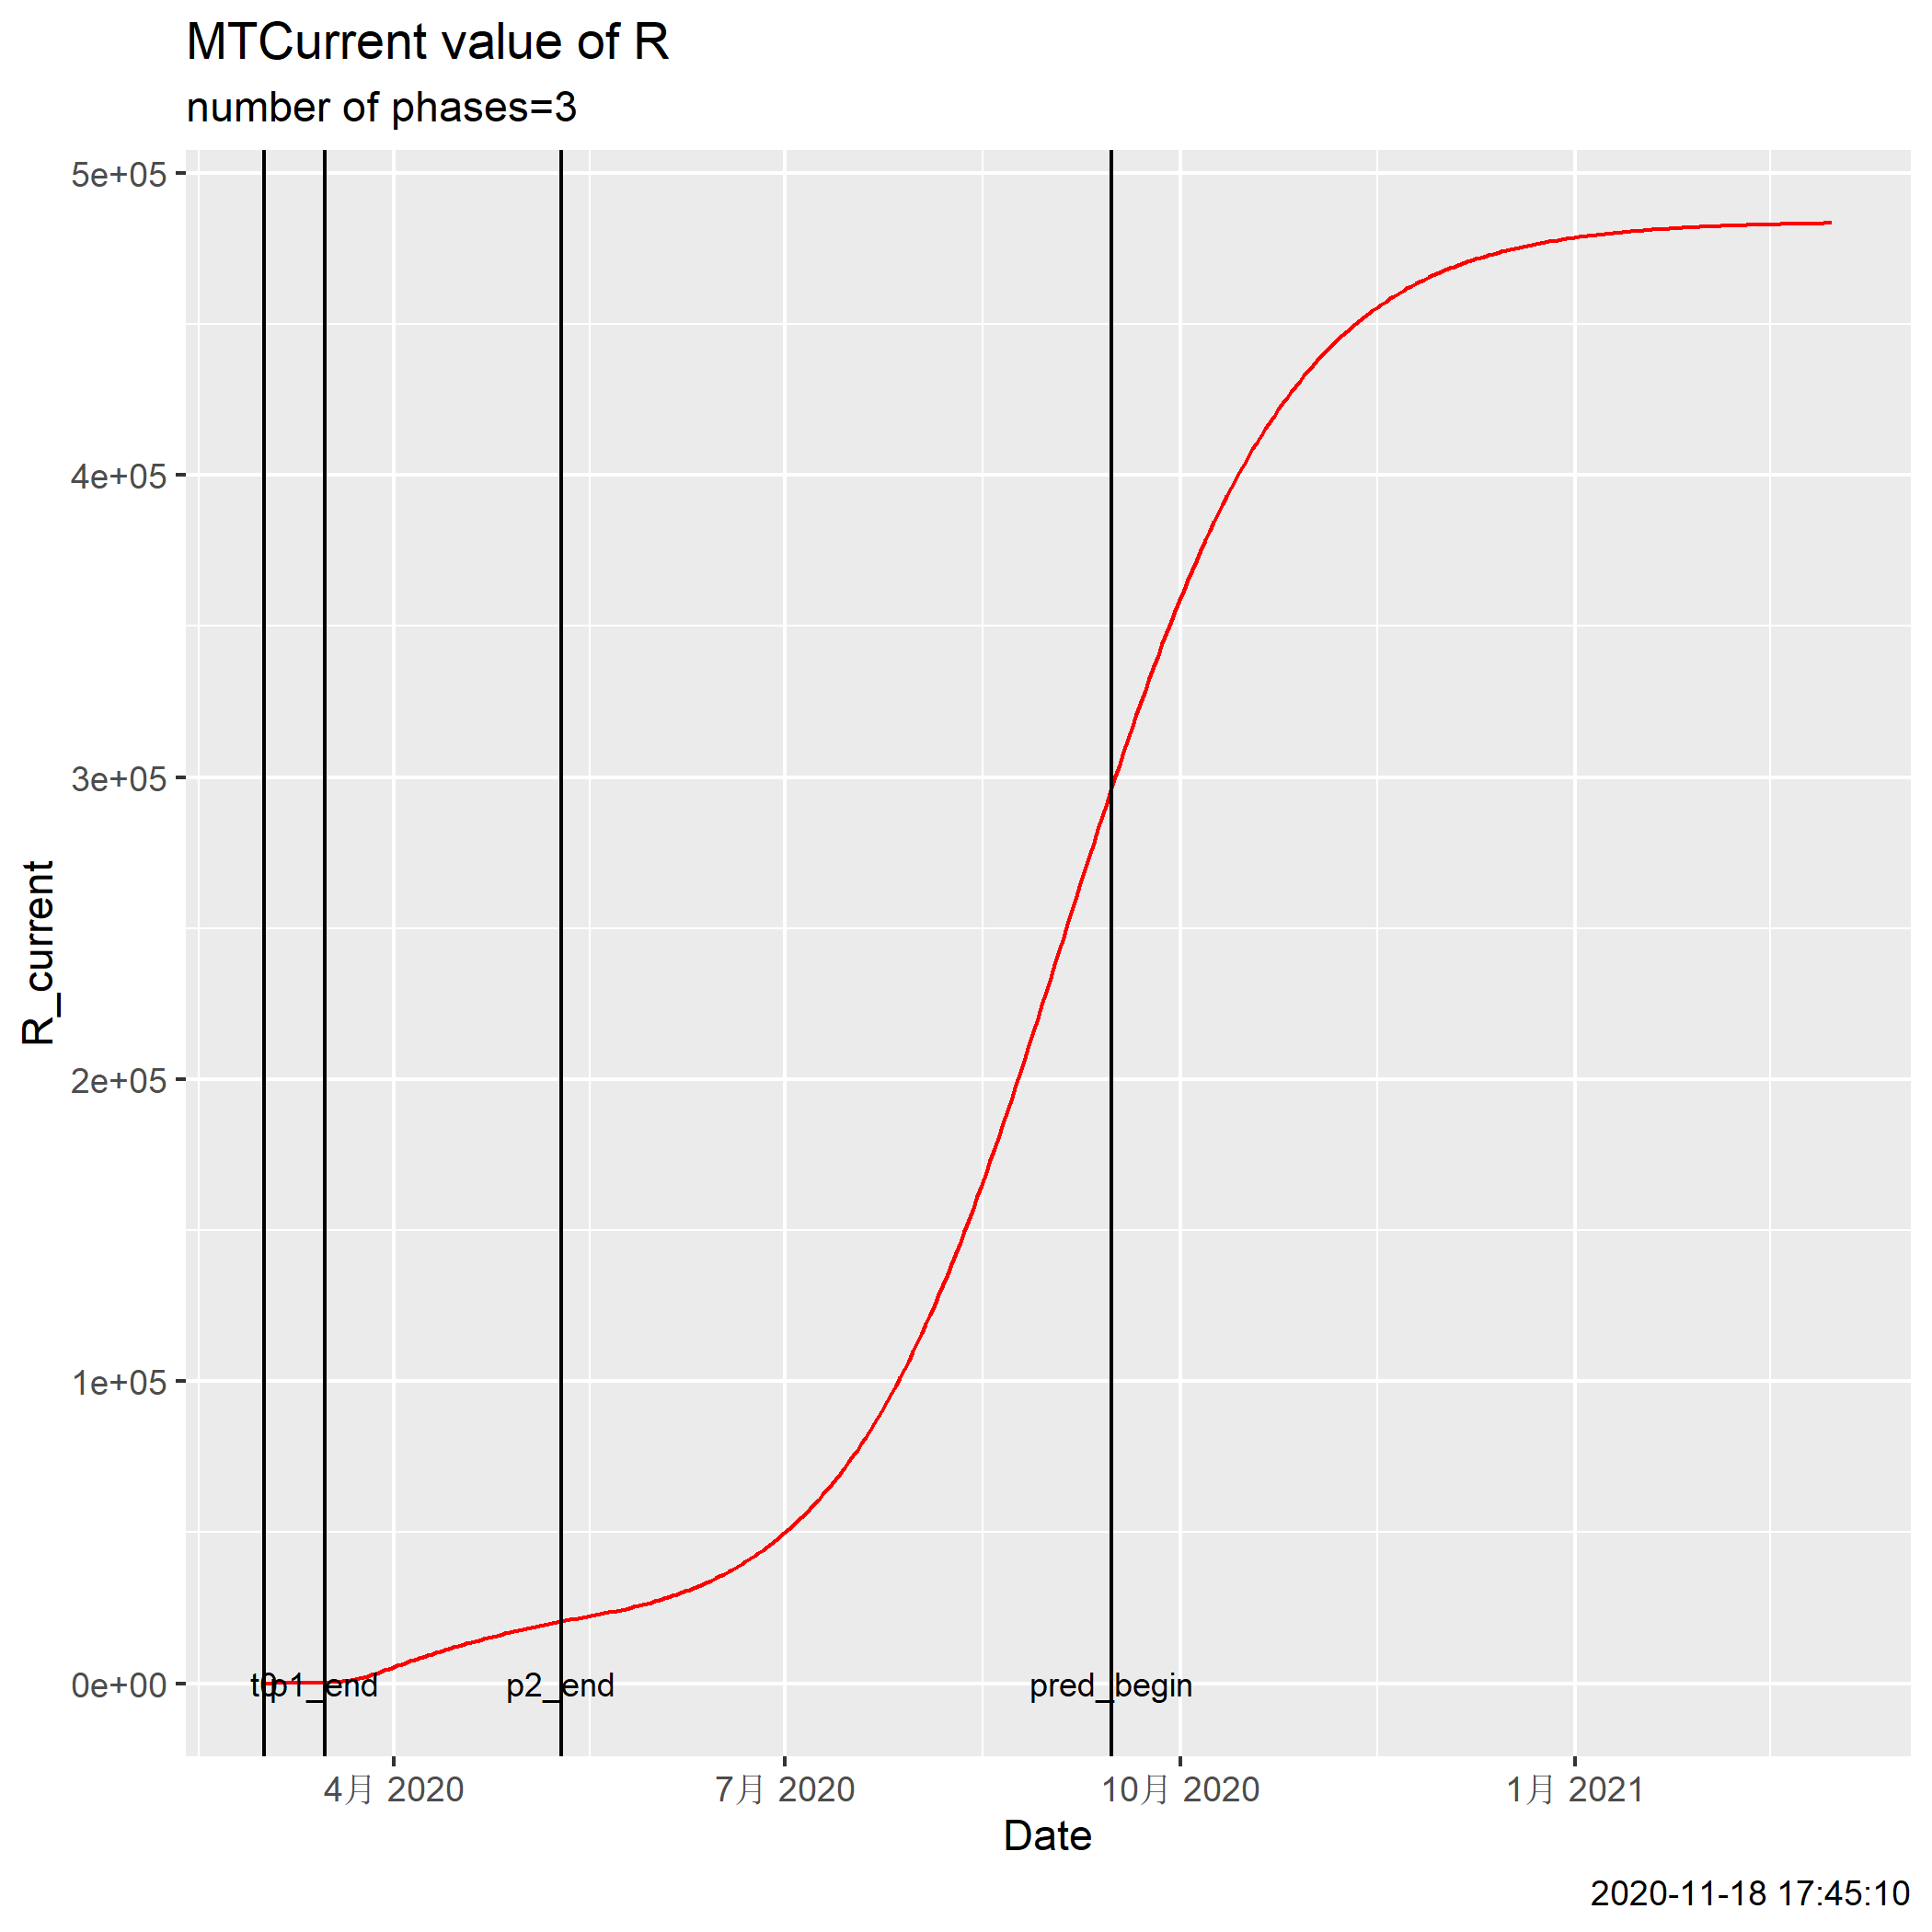 MTCurrent value of R
number of phases=3
5e+05
4e+05
3e+05
2e+05
1e+05
0e+00
R_current
t0
p1_end
p2_end
pred_begin
4月 2020
7月 2020
10月 2020
1月 2021
Date
2020-11-18 17:45:10